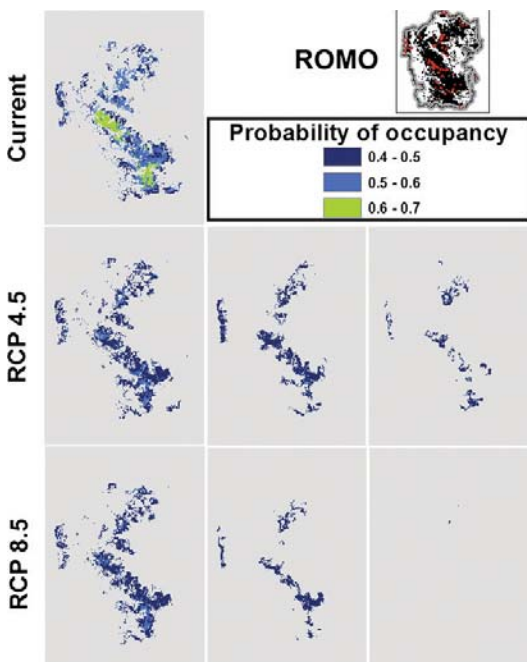 Current
ROMO
Probability of occupancy
0.4 - 0.5
0.5 - 0.6
0.6 - 0.7
RCP 4.5
RCP 8.5